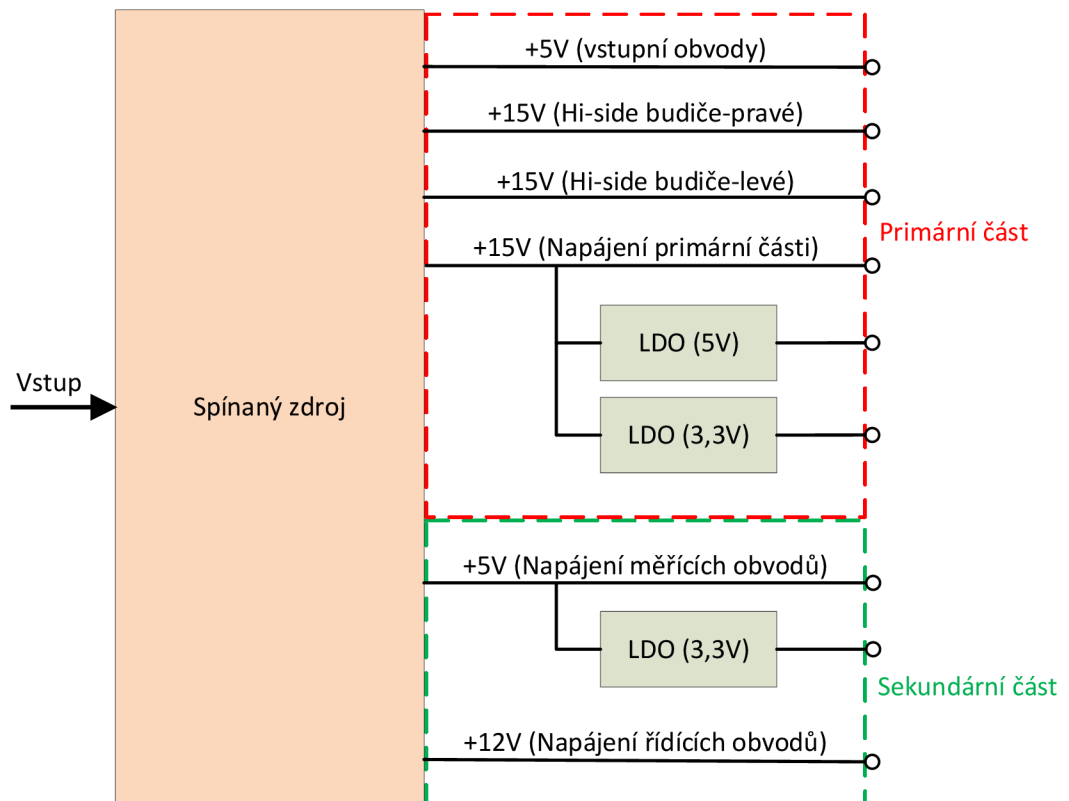 +5V (vstupní obvody)
+15V (Hi-side budiče-pravé)
+15V (Hi-side budiče-levé)
Primární část
+15V (Napájení primární části)
LDO (5V)
Vstup
Spínaný zdroj
LDO (3,3V)
+5V (Napájení měřících obvodů)
LDO (3,3V)
Sekundární část
+12V (Napájení řídících obvodů)